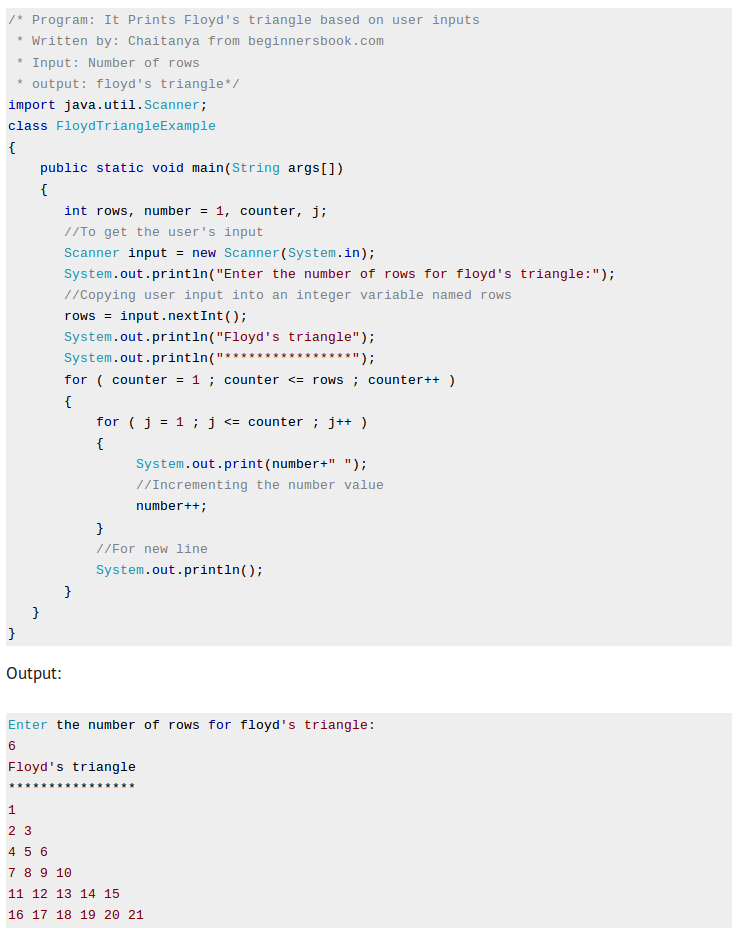 /* Program: It Prints Floyd's triangle based on user inputs
 * Written by: Chaitanya from beginnersbook.com
 * Input: Number of rows
 * output: floyd's triangle*/
import java.util.Scanner;
class FloydTriangleExample
{
    public static void main(String args[])
    {
       int rows, number = 1, counter, j;
       //To get the user's input
       Scanner input = new Scanner(System.in);
       System.out.println("Enter the number of rows for floyd's triangle:");
       //Copying user input into an integer variable named rows
       rows = input.nextInt();
       System.out.println("Floyd's triangle");
       System.out.println("****************");
       for ( counter = 1 ; counter <= rows ; counter++ )
       {
           for ( j = 1 ; j <= counter ; j++ )
           {
                System.out.print(number+" ");
                //Incrementing the number value
                number++;
           }
           //For new line
           System.out.println();
       }
   }
}
Output:
Enter the number of rows for floyd's triangle:
6
Floyd's triangle
****************
1
2 3
4 5 6
7 8 9 10
11 12 13 14 15
16 17 18 19 20 21